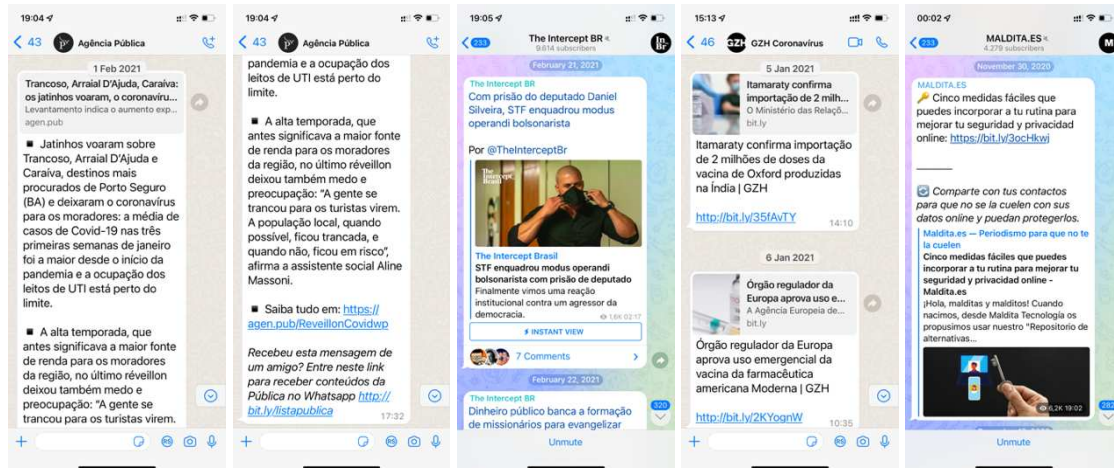 19:04
43
Agência Pública
1 Feb 2021
Trancoso, Arraial D'Ajuda, Caraíva:
os jatinhos voaram, o coronavíru...
Levantamento indica o aumento exp...
agen.pub
▪ Jatinhos voaram sobre
Trancoso, Arraial D'Ajuda e
Caraíva, destinos mais
procurados de Porto Seguro
(BA) e deixaram o coronavírus
para os moradores: a média de
casos de Covid-19 nas três
primeiras semanas de janeiro
foi a maior desde o início da
pandemia e a ocupação dos
leitos de UTI está perto do
limite.
▪ A alta temporada, que
antes significava a maior fonte
de renda para os moradores
da região, no último réveillon
deixou também medo e
preocupação: “A gente se
trancou para os turistas virem.
19:04
43
Agência Pública
pandemia e a ocupação dos
leitos de UTI está perto do
limite.
▪ A alta temporada, que
antes significava a maior fonte
de renda para os moradores
da região, no último réveillon
deixou também medo e
preocupação: “A gente se
trancou para os turistas virem.
A população local, quando
possível, ficou trancada, e
quando não, ficou em risco”,
afirma a assistente social Aline
Massoni.
▪ Saiba tudo em: https://
agen.pub/ReveillonCovidwp
Recebeu esta mensagem de
um amigo? Entre neste link
para receber conteúdos da
Pública no Whatsapp http://
bit.ly/listapublica
17:32
19:05
233
The Intercept BR
9.614 subscribers
In_
Br
February 21, 2021
The Intercept BR
Com prisão do deputado Daniel
Silveira, STF enquadrou modus
operandi bolsonarista
Por @TheInterceptBr
The
Intercept_
Brasil
The Intercept Brasil
STF enquadrou modus operandi
bolsonarista com prisão de deputado
Finalmente vimos uma reação
institucional contra um agressor da
democracia.
1,6K 02:17
INSTANT VIEW
7 Comments
February 22, 2021
The Intercept BR
Dinheiro público banca a formação
de missionários para evangelizar
320
Unmute
15:13
46
GZH
GZH Coronavírus
5 Jan 2021
Itamaraty confirma
importação de 2 milh...
O Ministério das Relaçõ...
bit.ly
Itamaraty confirma importação
de 2 milhões de doses da
vacina de Oxford produzidas
na Índia | GZH
http://bit.ly/35fAvTY
14:10
6 Jan 2021
Órgão regulador da
Europa aprova uso e...
A Agência Europeia de...
bit.ly
Órgão regulador da Europa
aprova uso emergencial da
vacina da farmacêutica
americana Moderna | GZH
http://bit.ly/2KYognW
10:35
00:02
233
MALDITA.ES
4.279 subscribers
M
November 30, 2020
MALDITA.ES
🔑 Cinco medidas fáciles que
puedes incorporar a tu rutina para
mejorar tu seguridad y privacidad
online: https://bit.ly/3ocHkwj
Comparte con tus contactos
para que no se la cuelen con sus
datos online y puedan protegerlos.
Maldita.es — Periodismo para que no te
la cuelen
Cinco medidas fáciles que puedes
incorporar a tu rutina para mejorar tu
seguridad y privacidad online -
Maldita.es
¡Hola, malditas y malditos! Cuando
nacimos, desde Maldita Tecnología os
propusimos usar nuestro "Repositorio de
alternativas...
6,2K 19:02
282
Unmute